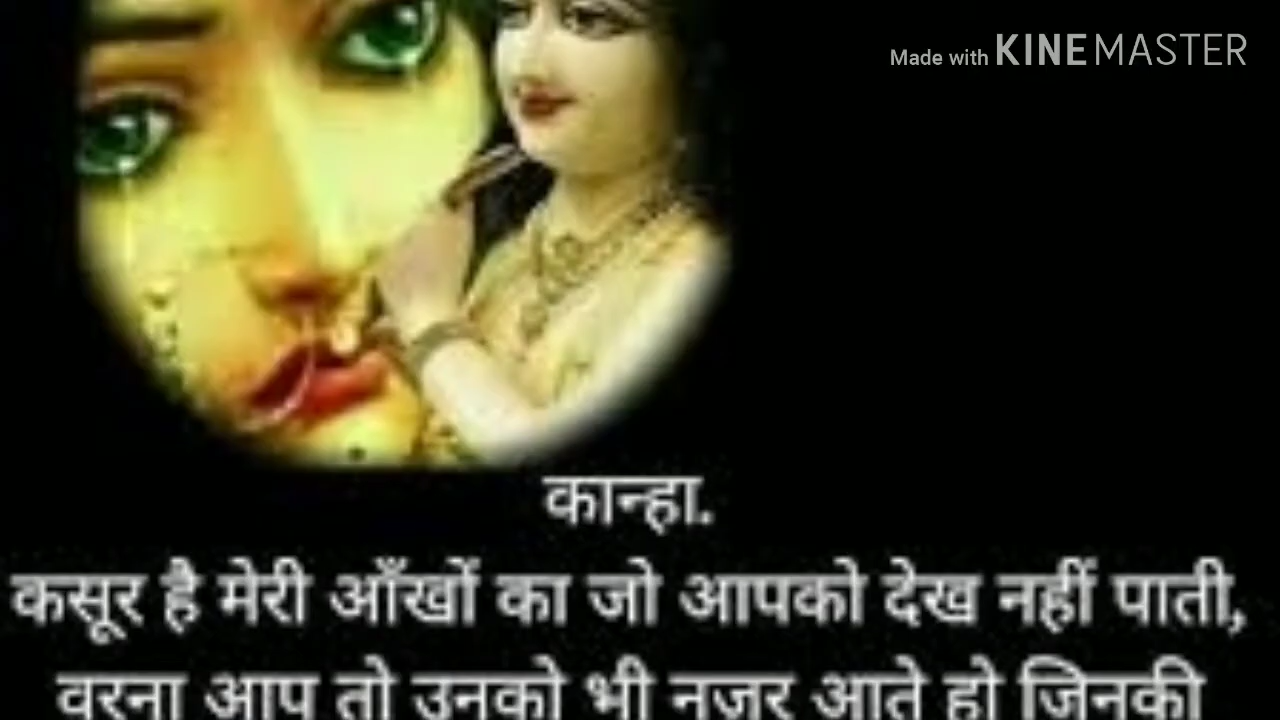 Made with KINEMASTER
कान्हा.
कसूर है मेरी आँखों का जो आपको देख नहीं पाती,
वरना आप तो उनको भी नजर आते हो जिनकी